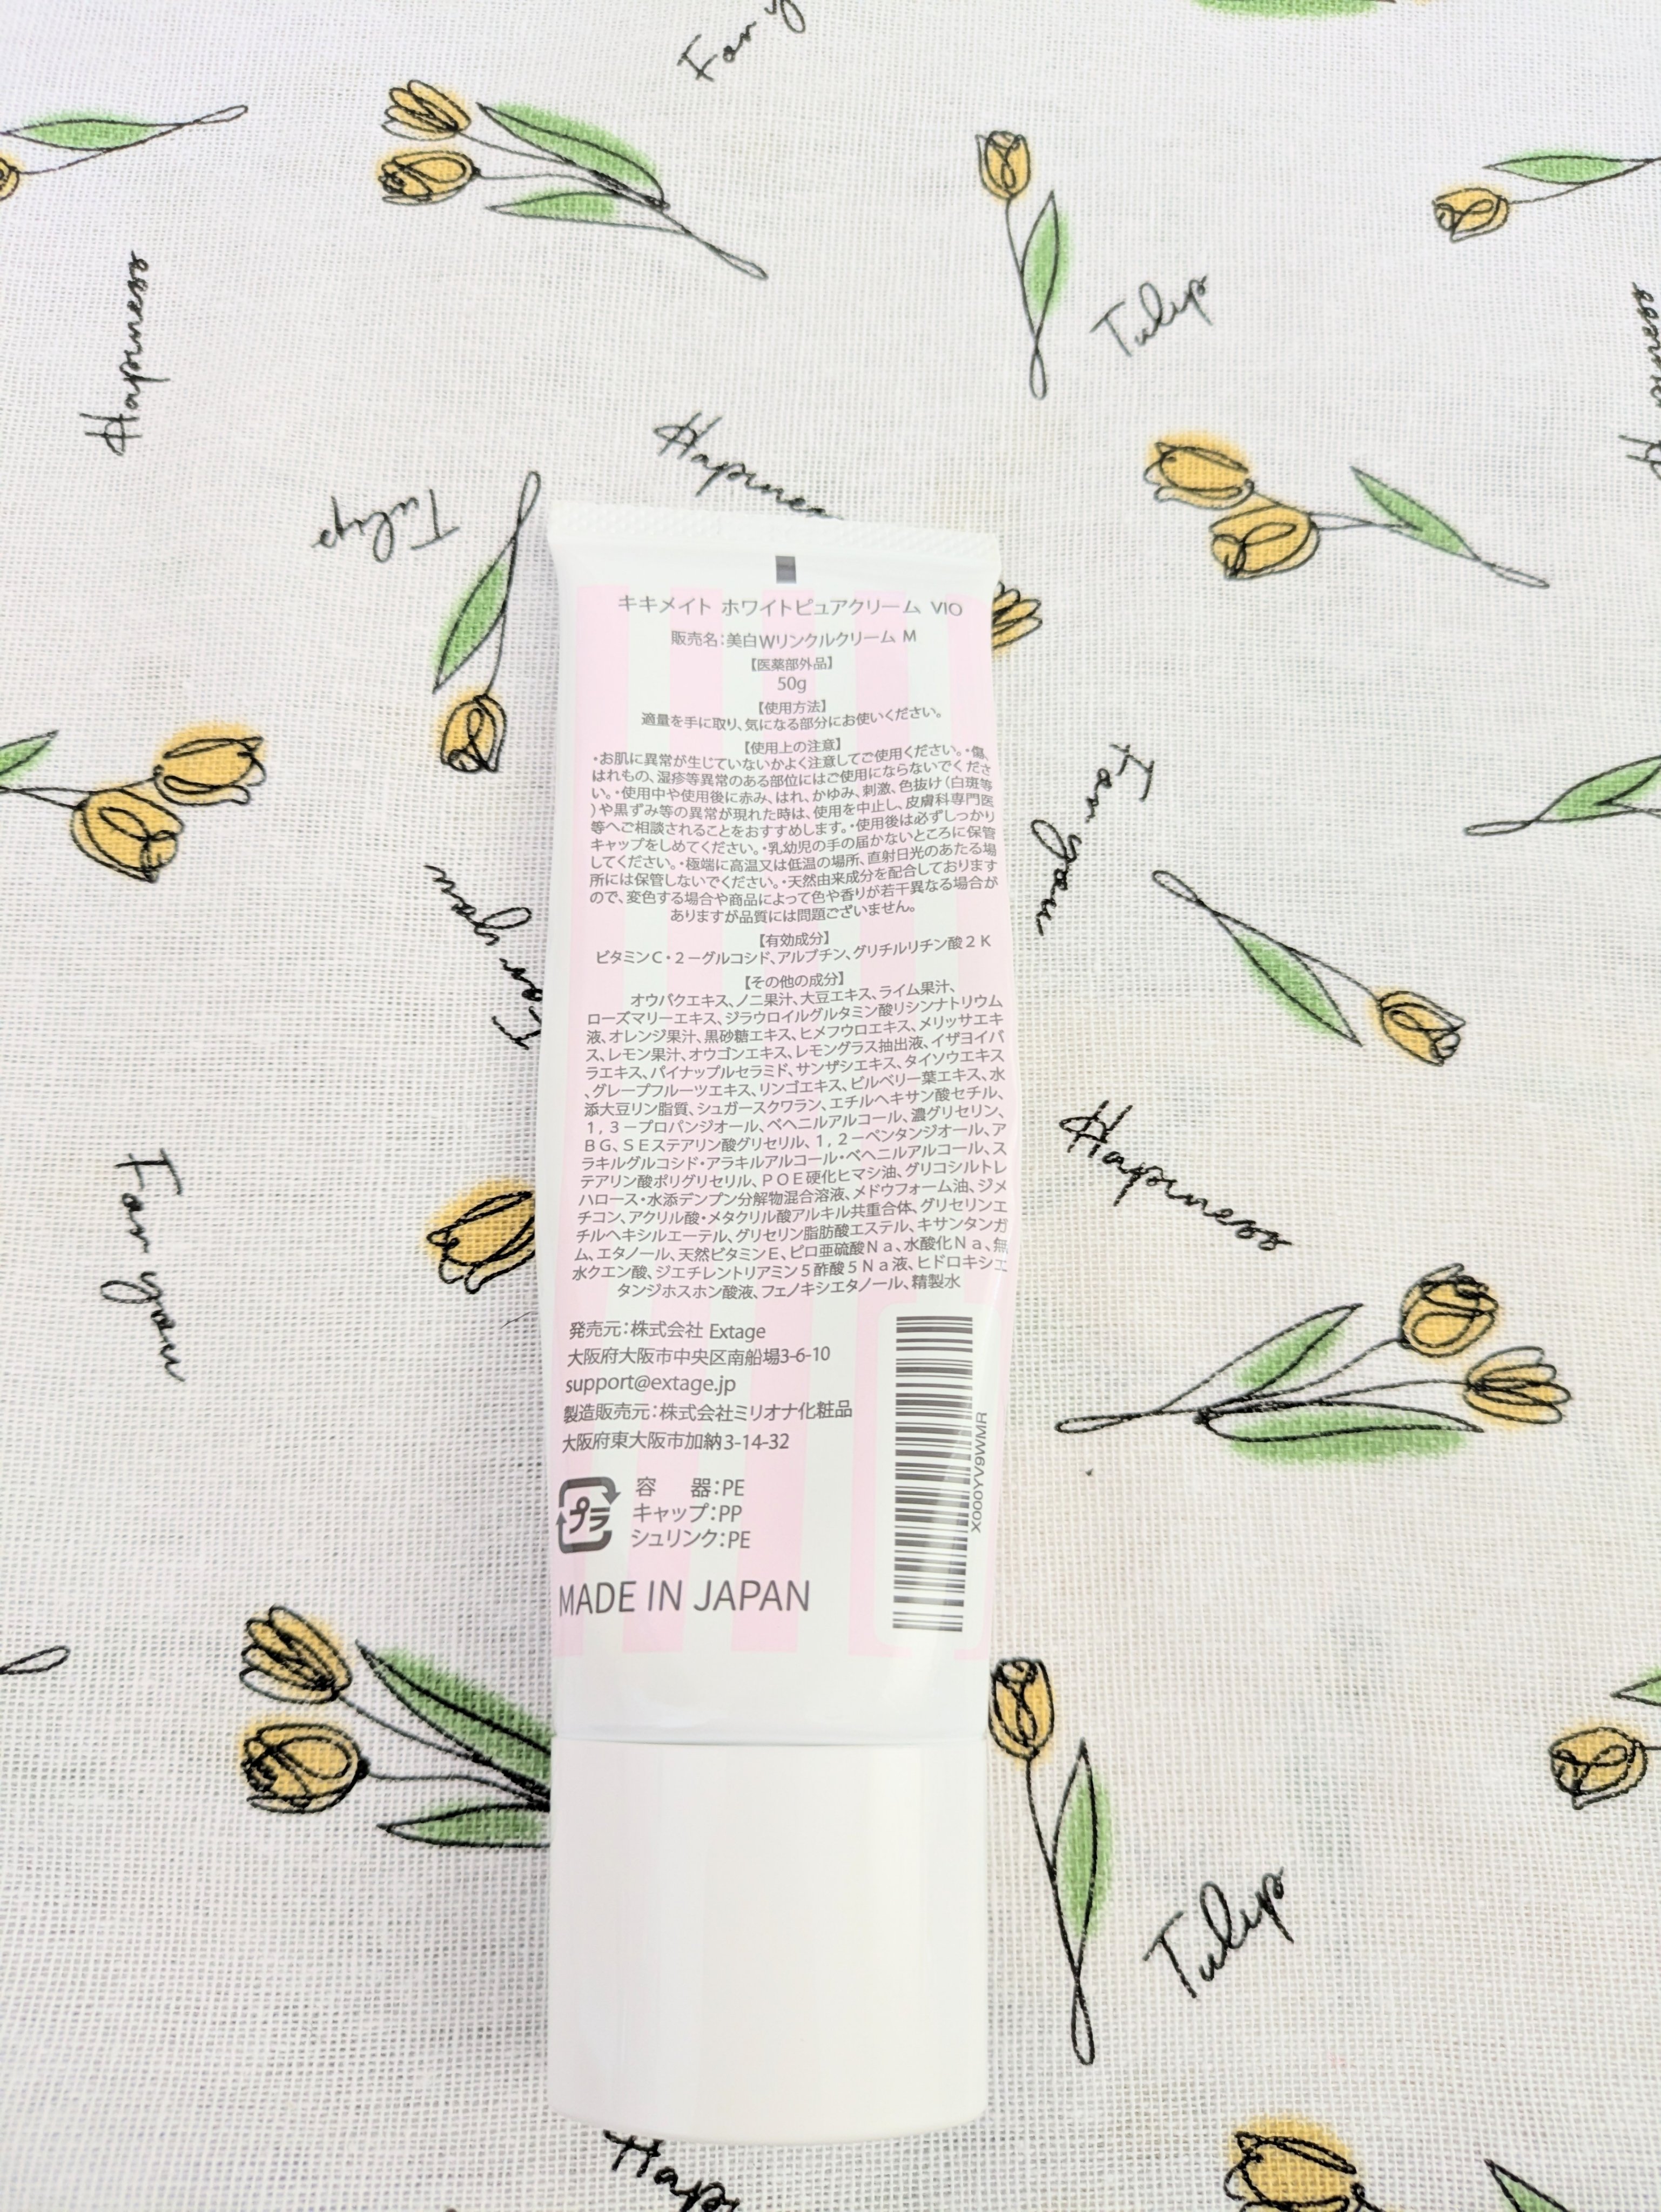 For y
Happiness
Tulip
Happines
Tulip
キキメイト ホワイトピュアクリーム VIO
販売名:美白Wリンクルクリーム M
【医薬部外品】
50g
【使用方法】
適量を手に取り、気になる部分にお使いください。
【使用上の注意】
・お肌に異常が生じていないかよく注意してご使用ください。・傷、
はれもの、湿疹等異常のある部位にはご使用にならないでくださ
い。・使用中や使用後に赤み、はれ、かゆみ、刺激、色抜け(白斑等
)や黒ずみ等の異常が現れた時は、使用を中止し、皮膚科専門医
等へご相談されることをおすすめします。・使用後は必ずしっかり
キャップをしめてください。・乳幼児の手の届かないところに保管
してください。・極端に高温又は低温の場所、直射日光のあたる場
所には保管しないでください。・天然由来成分を配合しております
ので、変色する場合や商品によって色や香りが若干異なる場合が
ありますが品質には問題ございません。
【有効成分】
ビタミンC・2-グルコシド、アルブチン、グリチルリチン酸2K
【その他の成分】
オウバクエキス、ノニ果汁、大豆エキス、ライム果汁、
ローズマリーエキス、ジラウロイルグルタミン酸リシンナトリウム
液、オレンジ果汁、黒砂糖エキス、ヒメフウロエキス、メリッサエキ
ス、レモン果汁、オウゴンエキス、レモングラス抽出液、イザヨイバ
ラエキス、パイナップルセラミド、サンザシエキス、タイソウエキス
、グレープフルーツエキス、リンゴエキス、ビルベリー葉エキス、水
添大豆リン脂質、シュガースクワラン、エチルヘキサン酸セチル、
1,3-プロパンジオール、ベヘニルアルコール、濃グリセリン、
BG、SEステアリン酸グリセリル、1,2-ペンタンジオール、ア
ラキルグルコシド・アラキルアルコール・ベヘニルアルコール、ス
テアリン酸ポリグリセリル、POE硬化ヒマシ油、グリコシルトレ
ハロース・水添デンプン分解物混合溶液、メドウフォーム油、ジメ
チコン、アクリル酸・メタクリル酸アルキル共重合体、グリセリンエ
チルヘキシルエーテル、グリセリン脂肪酸エステル、キサンタンガ
ム、エタノール、天然ビタミンE、ピロ亜硫酸Na、水酸化Na、無
水クエン酸、ジエチレントリアミン5酢酸5Na液、ヒドロキシエ
タンジホスホン酸液、フェノキシエタノール、精製水
発売元:株式会社 Extage
大阪府大阪市中央区南船場3-6-10
support@extage.jp
製造販売元:株式会社ミリオナ化粧品
大阪府東大阪市加納3-14-32
プラ
容 器:PE
キャップ:PP
シュリンク:PE
MADE IN JAPAN
X000YV9WMR
For you
For you
For you
Happiness
Tulip
Hap